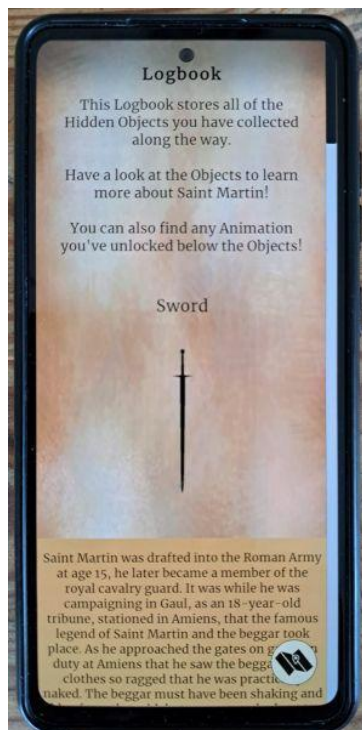 Logbook
This Logbook stores all of the
Hidden Objects you have collected
along the way.
Have a look at the Objects to learn
more about Saint Martin!
You can also find any Animation
you've unlocked below the Objects!
Sword
Saint Martin was drafted into the Roman Army
at age 15, he later became a member of the
royal cavalry guard. It was while he was
campaigning in Gaul, as an 18-year-old
tribune, stationed in Amiens, that the famous
legend of Saint Martin and the beggar took
place. As he approached the gates on
duty at Amiens that he saw the
clothes so ragged that he was
naked. The beggar must have been shaking and